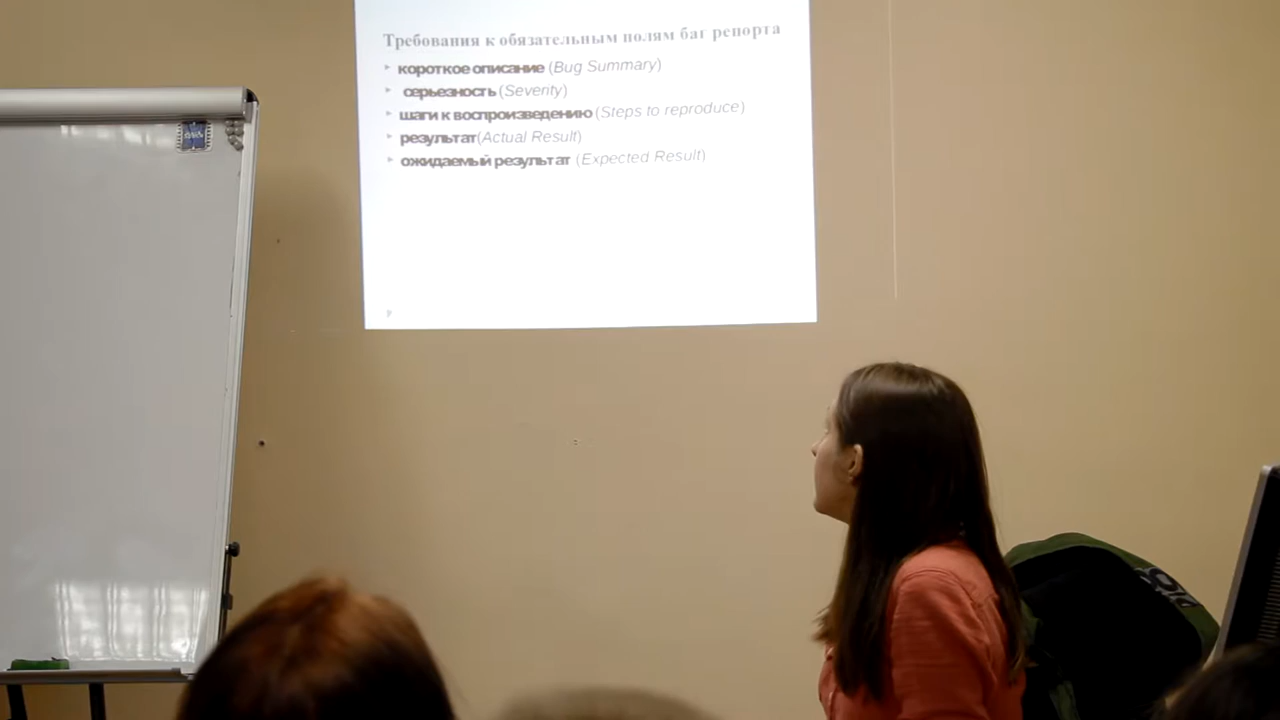 Требования к обязательным полям баг репорта
короткое описание (Bug Summary)
серьезность (Severity)
шаги к воспроизведению (Steps to reproduce)
результат(Actual Result)
ожидаемый результат (Expected Result)